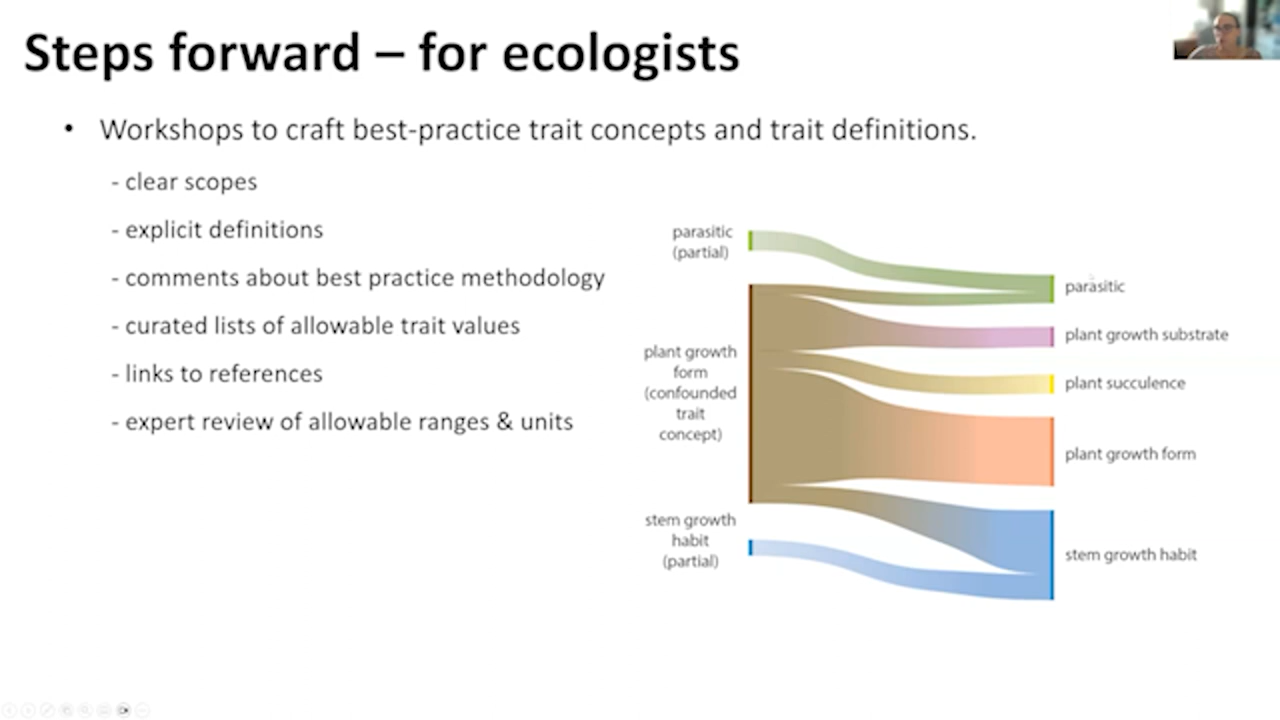 Steps forward – for ecologists
• Workshops to craft best-practice trait concepts and trait definitions.
- clear scopes
- explicit definitions
- comments about best practice methodology
- curated lists of allowable trait values
- links to references
- expert review of allowable ranges & units
parasitic
(partial)
plant growth
form
(confounded
trait
concept)
stem growth
habit
(partial)
parasitic
plant growth substrate
plant succulence
plant growth form
stem growth habit